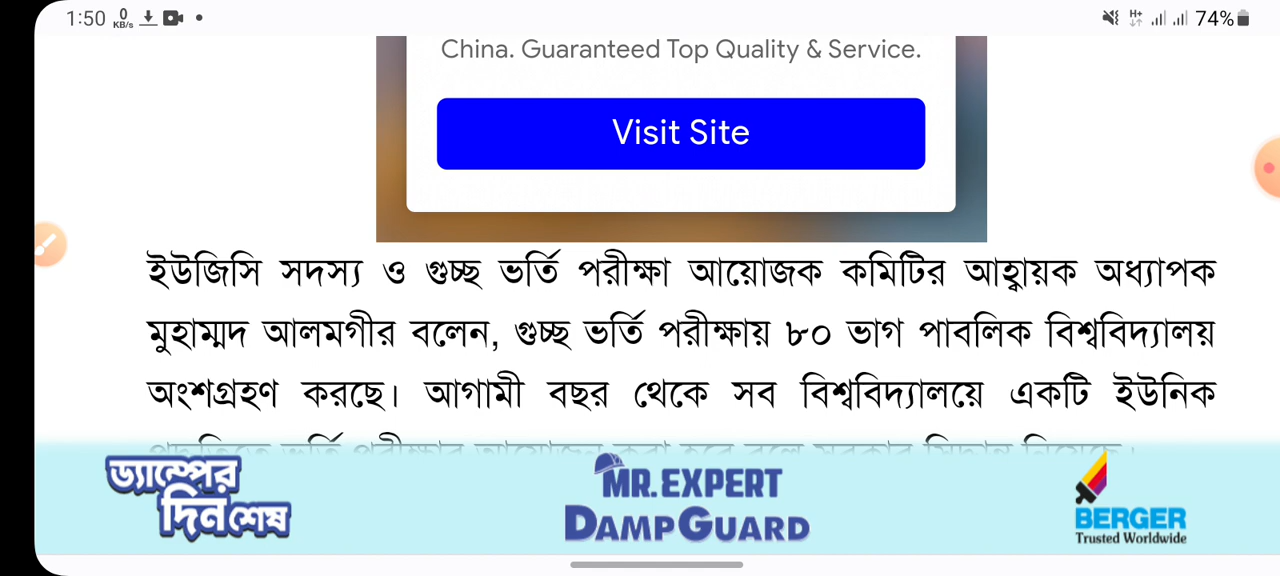 1:50 0 KB/s H+ 74%
China. Guaranteed Top Quality & Service.
Visit Site
ইউজিসি সদস্য ও গুচ্ছ ভর্তি পরীক্ষা আয়োজক কমিটির আহ্বায়ক অধ্যাপক
মুহাম্মদ আলমগীর বলেন, গুচ্ছ ভর্তি পরীক্ষায় ৮০ ভাগ পাবলিক বিশ্ববিদ্যালয়
অংশগ্রহণ করছে। আগামী বছর থেকে সব বিশ্ববিদ্যালয়ে একটি ইউনিক
ড্যাম্পের
দিন শেষ
MR. EXPERT
DAMPGUARD
BERGER
Trusted Worldwide